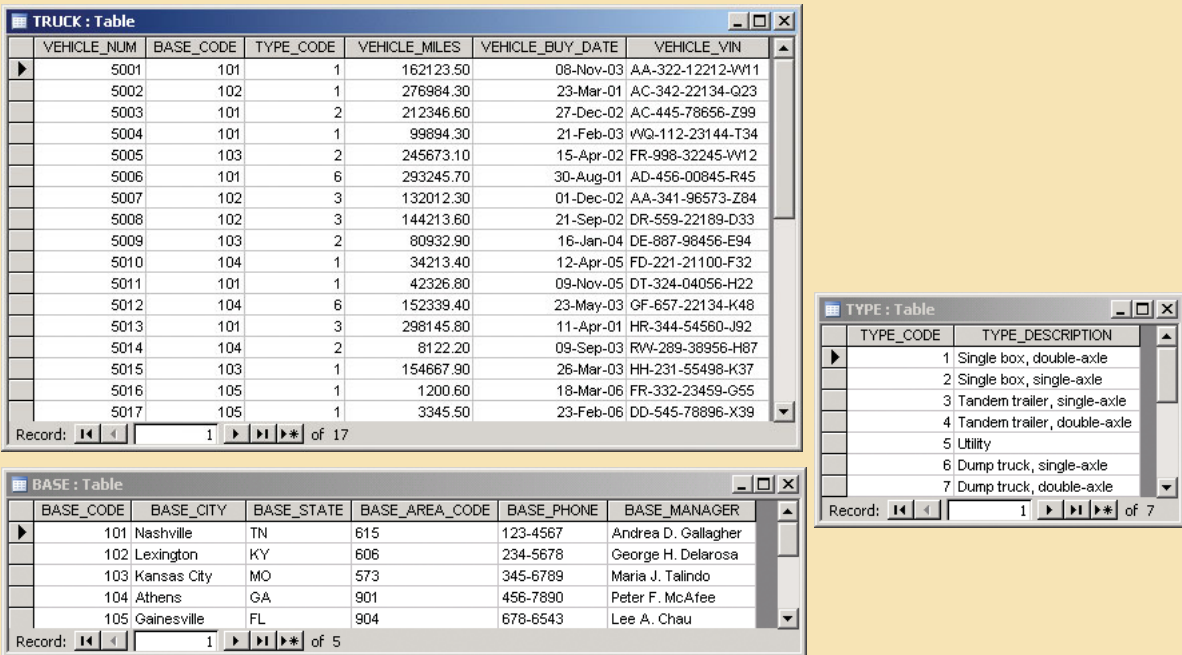 TRUCK : Table
VEHICLE_NUM BASE_CODE TYPE_CODE VEHICLE_MILES VEHICLE_BUY_DATE VEHICLE_VIN
5001 101 1 162123.50 08-Nov-03 AA-322-12212-W11
5002 102 1 276984.30 23-Mar-01 AC-342-22134-Q23
5003 101 2 212346.60 27-Dec-02 AC-445-78656-Z99
5004 101 1 99894.30 21-Feb-03 WQ-112-23144-T34
5005 103 2 245673.10 15-Apr-02 FR-998-32245-W12
5006 101 6 293245.70 30-Aug-01 AD-456-00845-R45
5007 102 3 132012.30 01-Dec-02 AA-341-96573-Z84
5008 102 3 144213.60 21-Sep-02 DR-559-22189-D33
5009 103 2 80932.90 16-Jan-04 DE-887-98456-E94
5010 104 1 34213.40 12-Apr-05 FD-221-21100-F32
5011 101 1 42326.80 09-Nov-05 DT-324-04056-H22
5012 104 6 152339.40 23-May-03 GF-657-22134-K48
5013 101 3 298145.80 11-Apr-01 HR-344-54560-J92
5014 104 2 8122.20 09-Sep-03 RW-289-38956-H87
5015 103 1 154667.90 26-Mar-03 HH-231-55498-K37
5016 105 1 1200.60 18-Mar-06 FR-332-23459-G55
5017 105 1 3345.50 23-Feb-06 DD-545-78896-X39
Record: 1 of 17
TYPE : Table
TYPE_CODE TYPE_DESCRIPTION
1 Single box, double-axle
2 Single box, single-axle
3 Tandem trailer, single-axle
4 Tandem trailer, double-axle
5 Utility
6 Dump truck, single-axle
7 Dump truck, double-axle
Record: 1 of 7
BASE : Table
BASE_CODE BASE_CITY BASE_STATE BASE_AREA_CODE BASE_PHONE BASE_MANAGER
101 Nashville TN 615 123-4567 Andrea D. Gallagher
102 Lexington KY 606 234-5678 George H. Delarosa
103 Kansas City MO 573 345-6789 Maria J. Talindo
104 Athens GA 901 456-7890 Peter F. McAfee
105 Gainesville FL 904 678-6543 Lee A. Chau
Record: 1 of 5